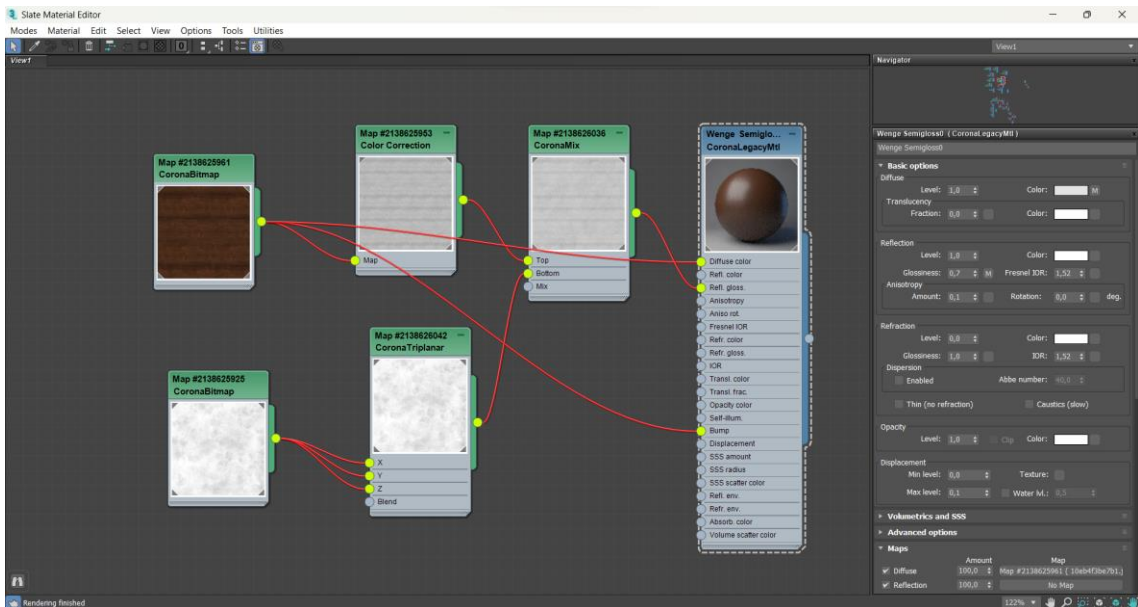 Slate Material Editor
Modes Material Edit Select View Options Tools Utilities
View1
View1
Map #2138625961
CoronaBitmap
Map #2138625953
Color Correction
Map
Map #2138626036
CoronaMix
Top
Bottom
Mix
Map #2138625925
CoronaBitmap
Map #2138626042
CoronaTriplanar
X
Y
Z
Blend
Wenge Semiglo...
CoronaLegacyMtl
Diffuse color
Refl. color
Refl. gloss.
Anisotropy
Aniso rot.
Fresnel IOR
Refr. color
Refr. gloss.
IOR
Transl. color
Transl. frac.
Opacity color
Self-illum.
Bump
Displacement
SSS amount
SSS radius
SSS scatter color
Refl. env.
Refr. env.
Absorb. color
Volume scatter color
Navigator
Wenge Semigloss0 ( CoronaLegacyMtl )
Wenge Semigloss0
Basic options
Diffuse
Level: 1,0 Color: M
Translucency
Fraction: 0,0 Color:
Reflection
Level: 1,0 Color:
Glossiness: 0,7 M Fresnel IOR: 1,52
Anisotropy
Amount: 0,1 Rotation: 0,0 deg.
Refraction
Level: 0,0 Color:
Glossiness: 1,0 IOR: 1,52
Dispersion
Enabled Abbe number: 40,0
Thin (no refraction) Caustics (slow)
Opacity
Level: 1,0 Clip Color:
Displacement
Min level: 0,0 Texture:
Max level: 0,1 Water lvl.: 0,5
Volumetrics and SSS
Advanced options
Maps
Amount Map
Diffuse 100,0 Map #2138625961 ( 10eb4f3be7b1.)
Reflection 100,0 No Map
Rendering finished
122%